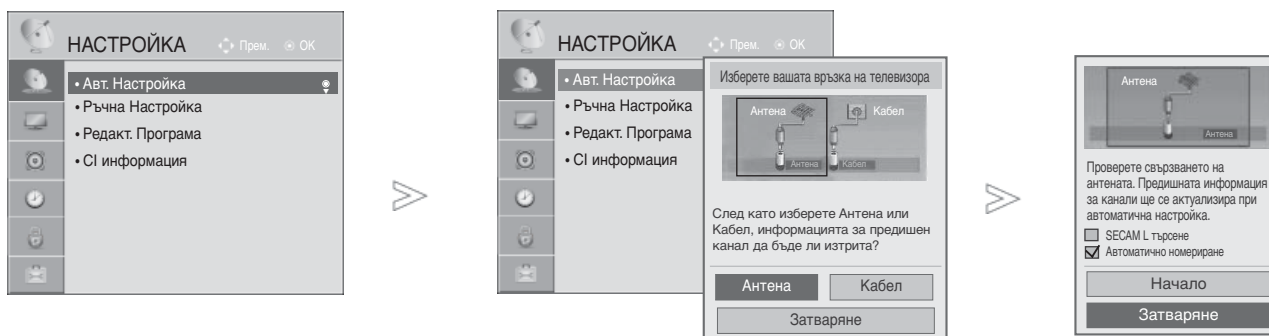 НАСТРОЙКА
Прем. OK
• Авт. Настройка
• Ръчна Настройка
• Редакт. Програма
• CI информация
НАСТРОЙКА
Прем. OK
• Авт. Настройка
• Ръчна Настройка
• Редакт. Програма
• CI информация
Изберете вашата връзка на телевизора
Антена Кабел
Антена Кабел
След като изберете Антена или
Кабел, информацията за предишен
канал да бъде ли изтрита?
Антена Кабел
Затваряне
Антена
Антена
Проверете свързването на
антената. Предишната информация
за канали ще се актуализира при
автоматична настройка.
SECAM L търсене
Автоматично номериране
Начало
Затваряне